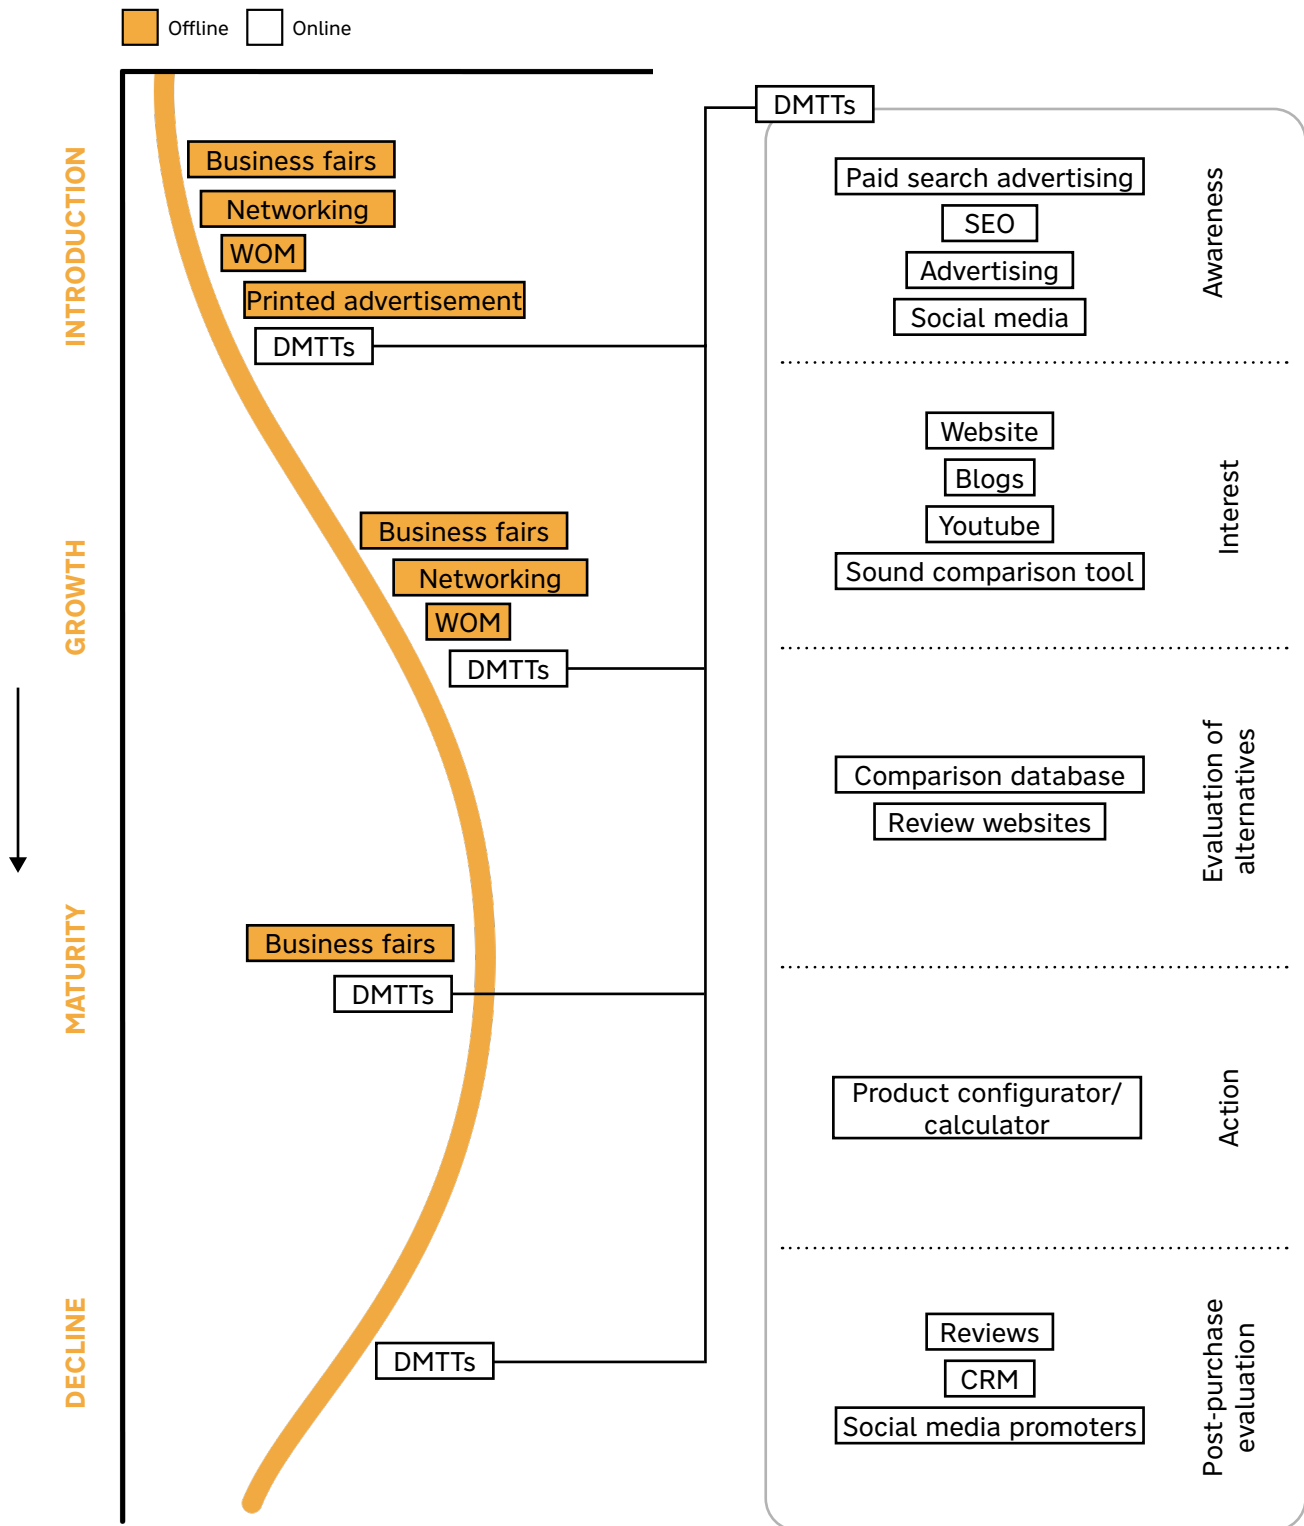 Offline
Online
INTRODUCTION
Business fairs
Networking
WOM
Printed advertisement
DMTTs
GROWTH
Business fairs
Networking
WOM
DMTTs
MATURITY
Business fairs
DMTTs
DECLINE
DMTTs
DMTTs
Paid search advertising
SEO
Advertising
Social media
Awareness
Website
Blogs
Youtube
Sound comparison tool
Interest
Comparison database
Review websites
Evaluation of
alternatives
Product configurator/
calculator
Action
Reviews
CRM
Social media promoters
Post-purchase
evaluation